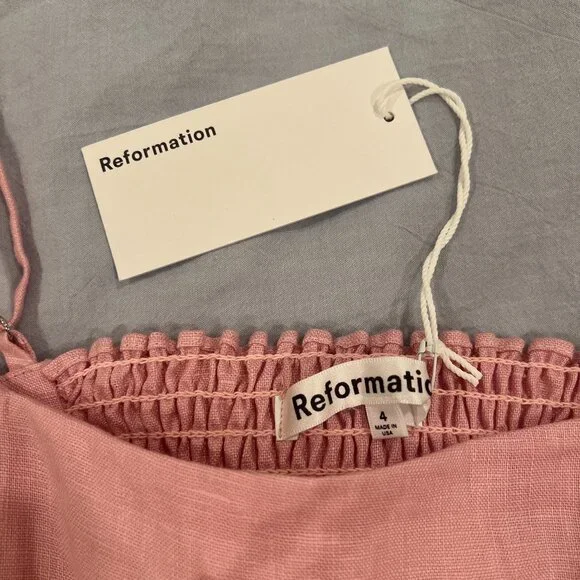 Reformation
Reformatio
4
MADE IN
USA